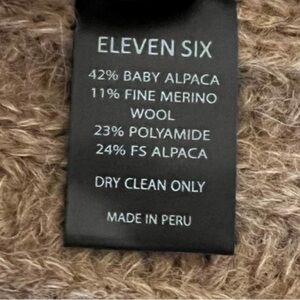 ELEVEN SIX
42% BABY ALPACA
11% FINE MERINO
WOOL
23% POLYAMIDE
24% FS ALPACA
DRY CLEAN ONLY
MADE IN PERU